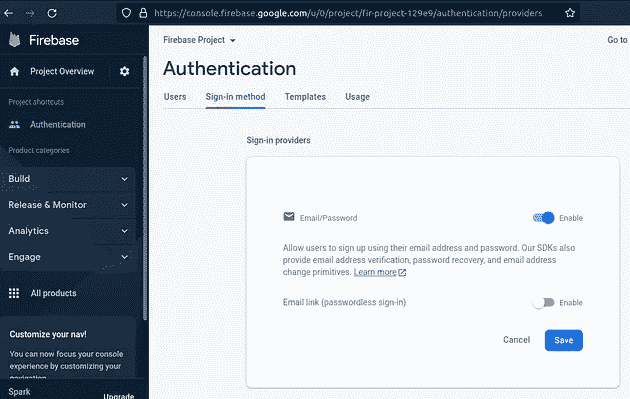 https://console.firebase.google.com/u/0/project/fir-project-129e9/authentication/providers
Firebase
Firebase Project
Go to
Project Overview
Authentication
Users
Sign-in method
Templates
Usage
Project shortcuts
Authentication
Product categories
Build
Release & Monitor
Analytics
Engage
All products
Customize your nav!
You can now focus your console
experience by customizing your
navigation
Spark
Upgrade
Sign-in providers
Email/Password
Enable
Allow users to sign up using their email address and password. Our SDKs also
provide email address verification, password recovery, and email address
change primitives. Learn more
Email link (passwordless sign-in)
Enable
Cancel
Save